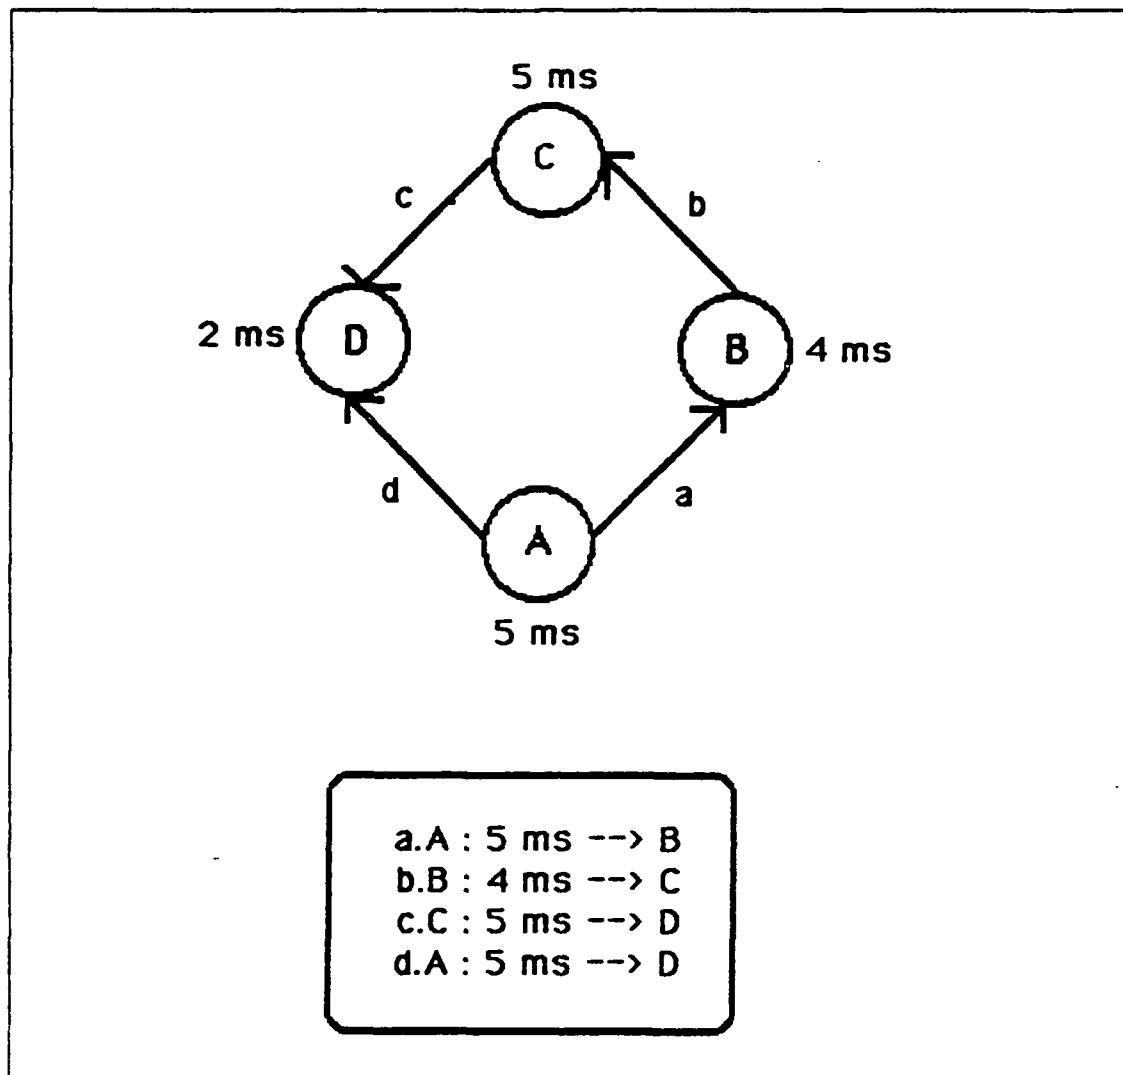 5 ms
C
c
b
2 ms
D
B
4 ms
d
a
A
5 ms
a.A : 5 ms --> B
b.B : 4 ms --> C
c.C : 5 ms --> D
d.A : 5 ms --> D